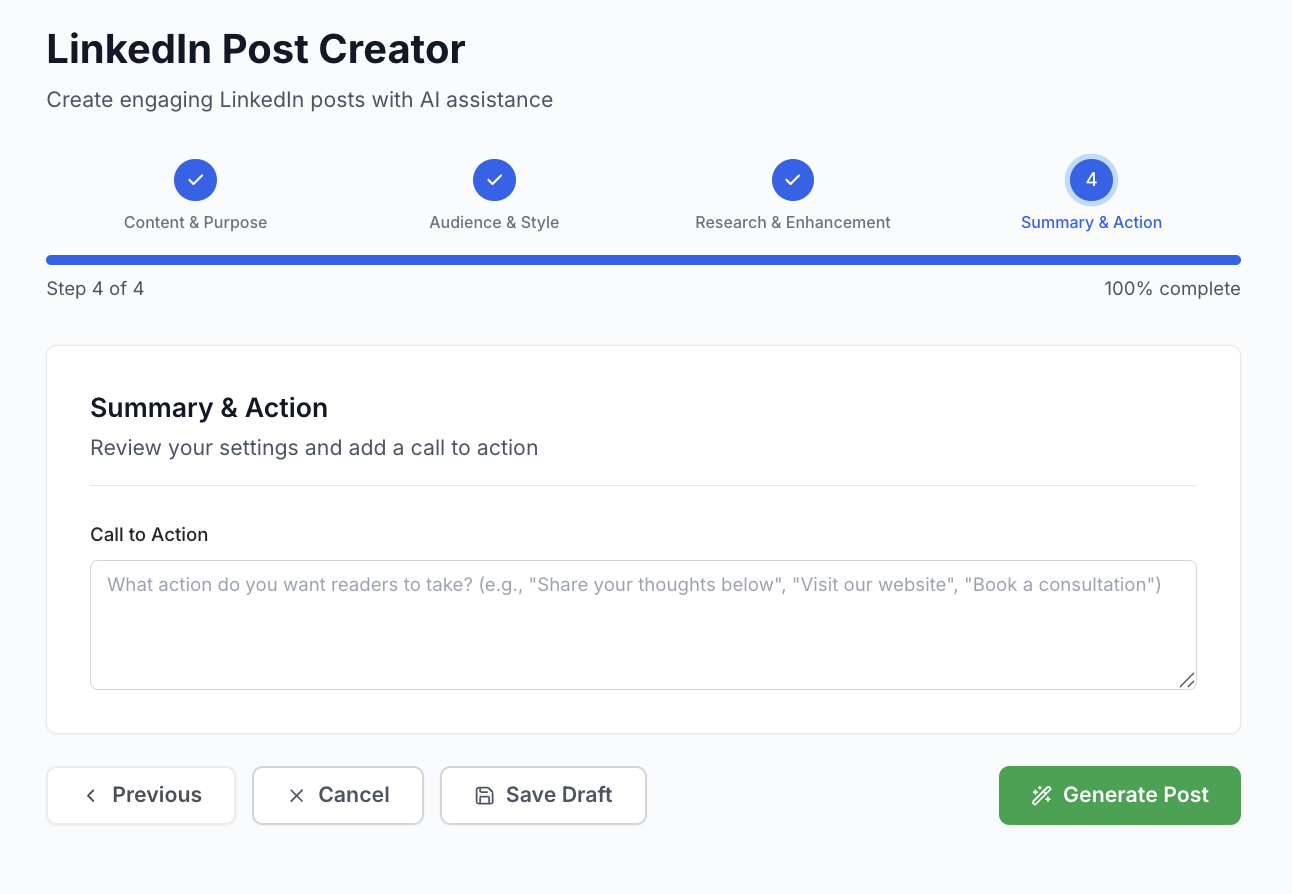 LinkedIn Post Creator
Create engaging LinkedIn posts with AI assistance
4
Content & Purpose
Audience & Style
Research & Enhancement
Summary & Action
Step 4 of 4
100% complete
Summary & Action
Review your settings and add a call to action
Call to Action
What action do you want readers to take? (e.g., "Share your thoughts below", "Visit our website", "Book a consultation")
Previous
Cancel
Save Draft
Generate Post